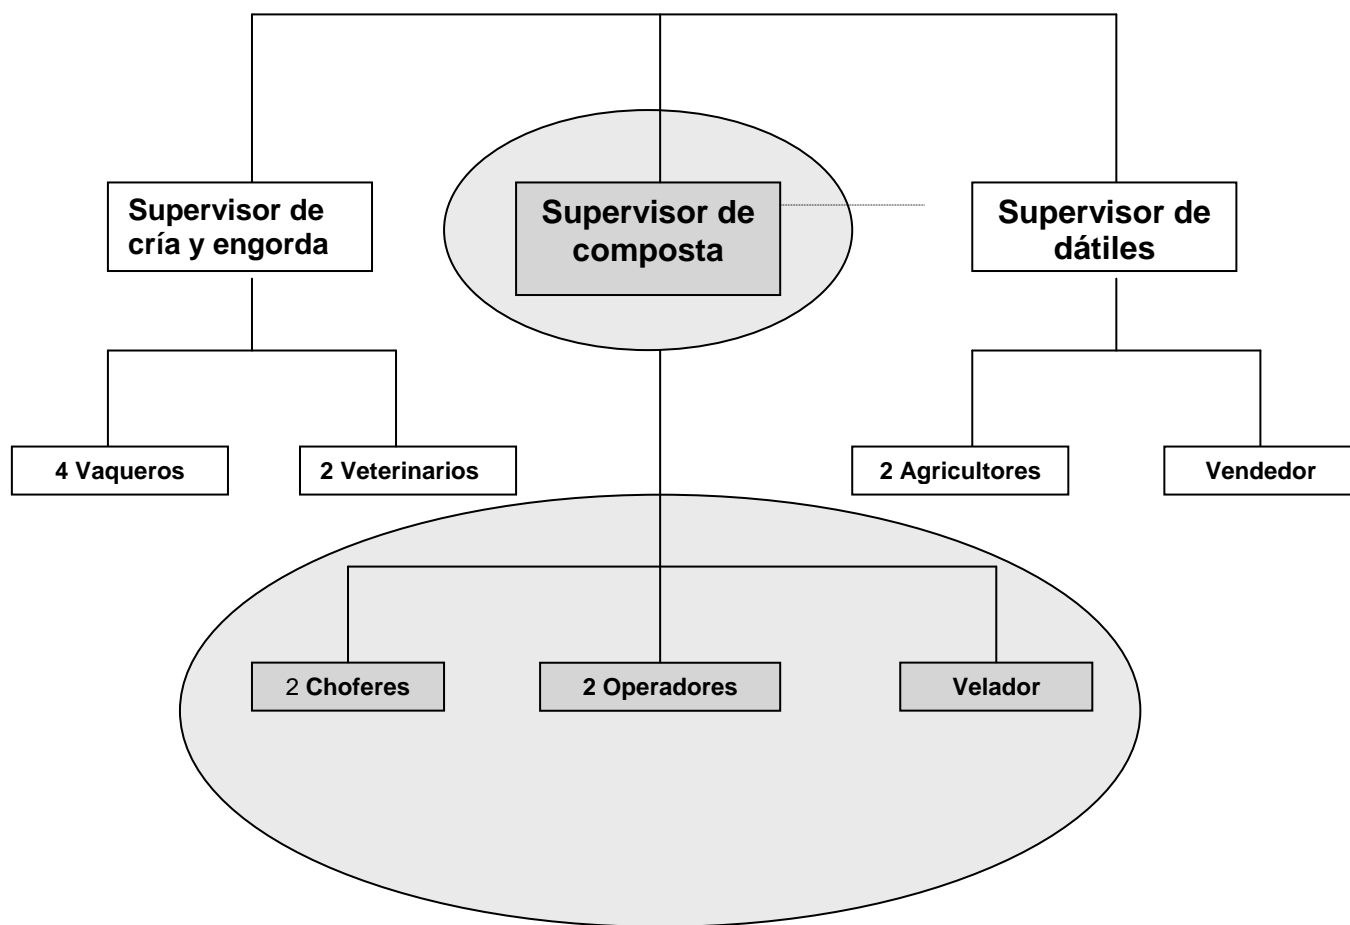 Supervisor de
cría y engorda
Supervisor de
composta
Supervisor de
dátiles
4 Vaqueros
2 Veterinarios
2 Agricultores
Vendedor
2 Choferes
2 Operadores
Velador